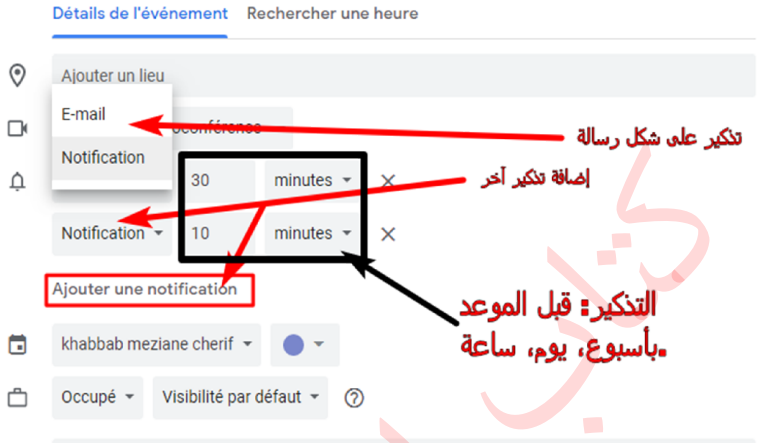 Détails de l'événement Rechercher une heure
Ajouter un lieu
E-mail
oconférence
تذكير على شكل رسالة
Notification
30 minutes
إضافة تذكير آخر
Notification 10 minutes
Ajouter une notification
التذكير: قبل الموعد
بأسبوع، يوم، ساعة.
khabbab meziane cherif
Occupé Visibilité par défaut
كتاب